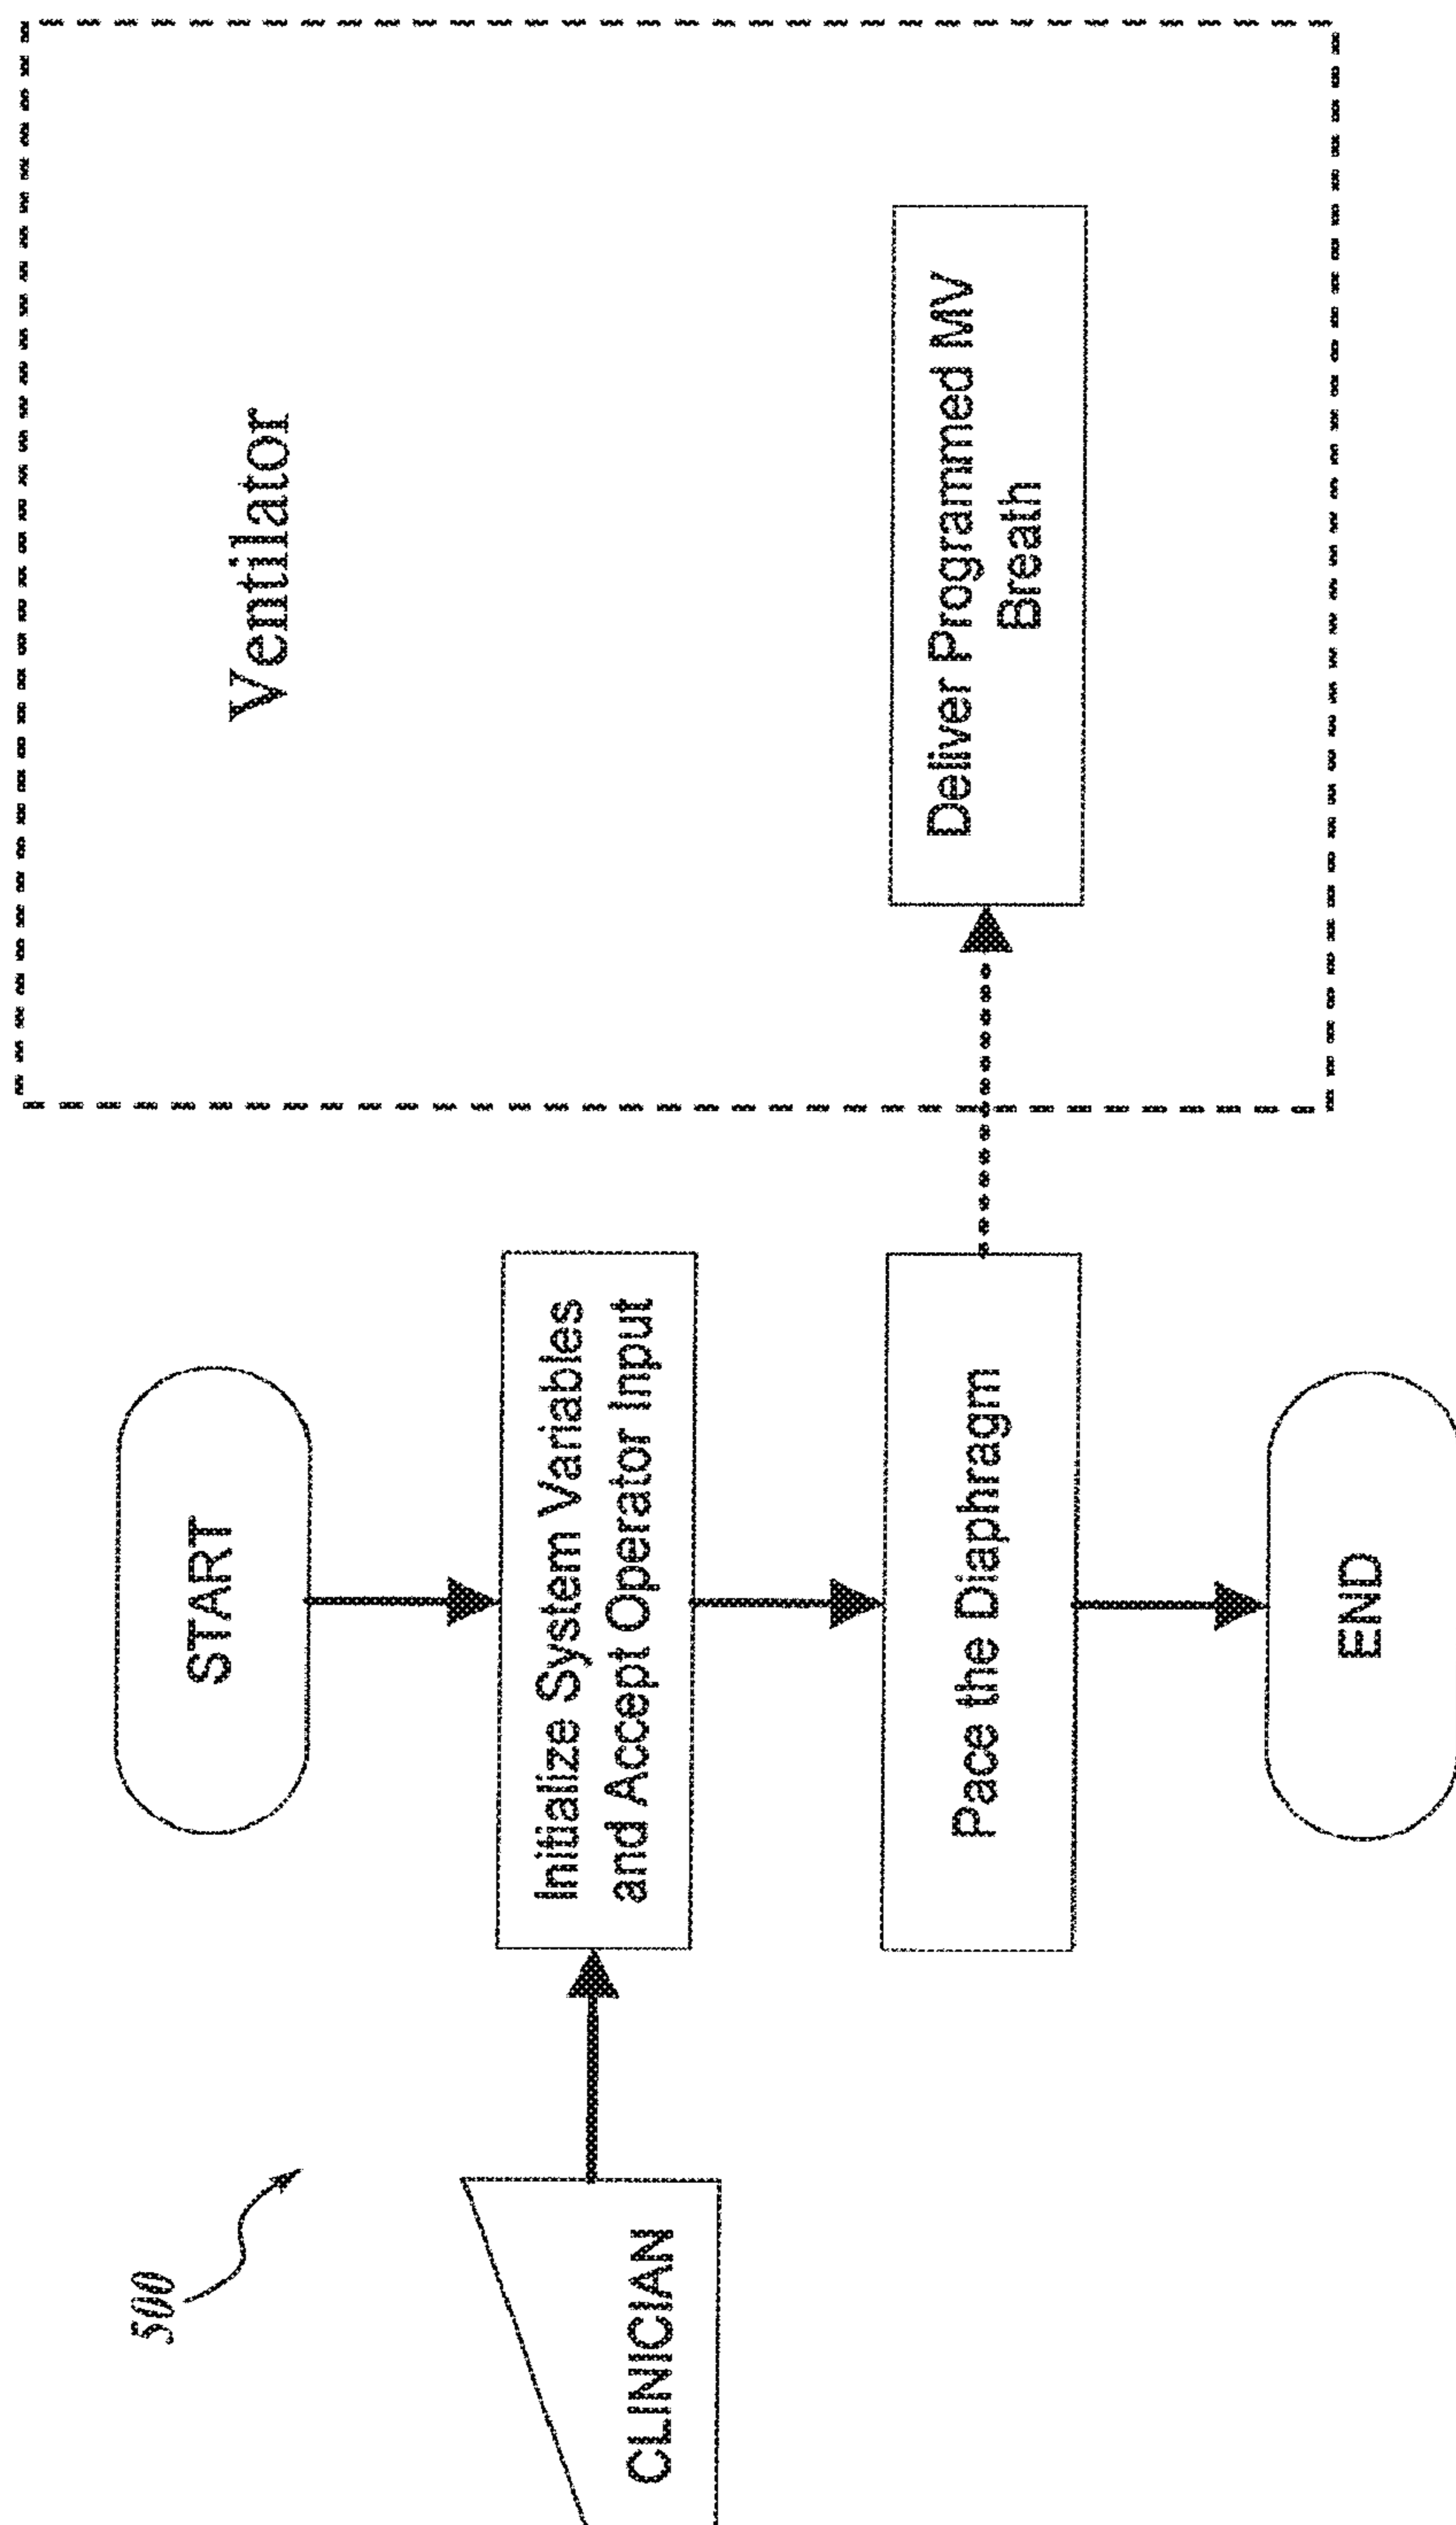 500
START
Ventilator
CLINICIAN
Initialize System Variables
and Accept Operator Input
Pace the Diaphragm
Deliver Programmed MV
Breath
END